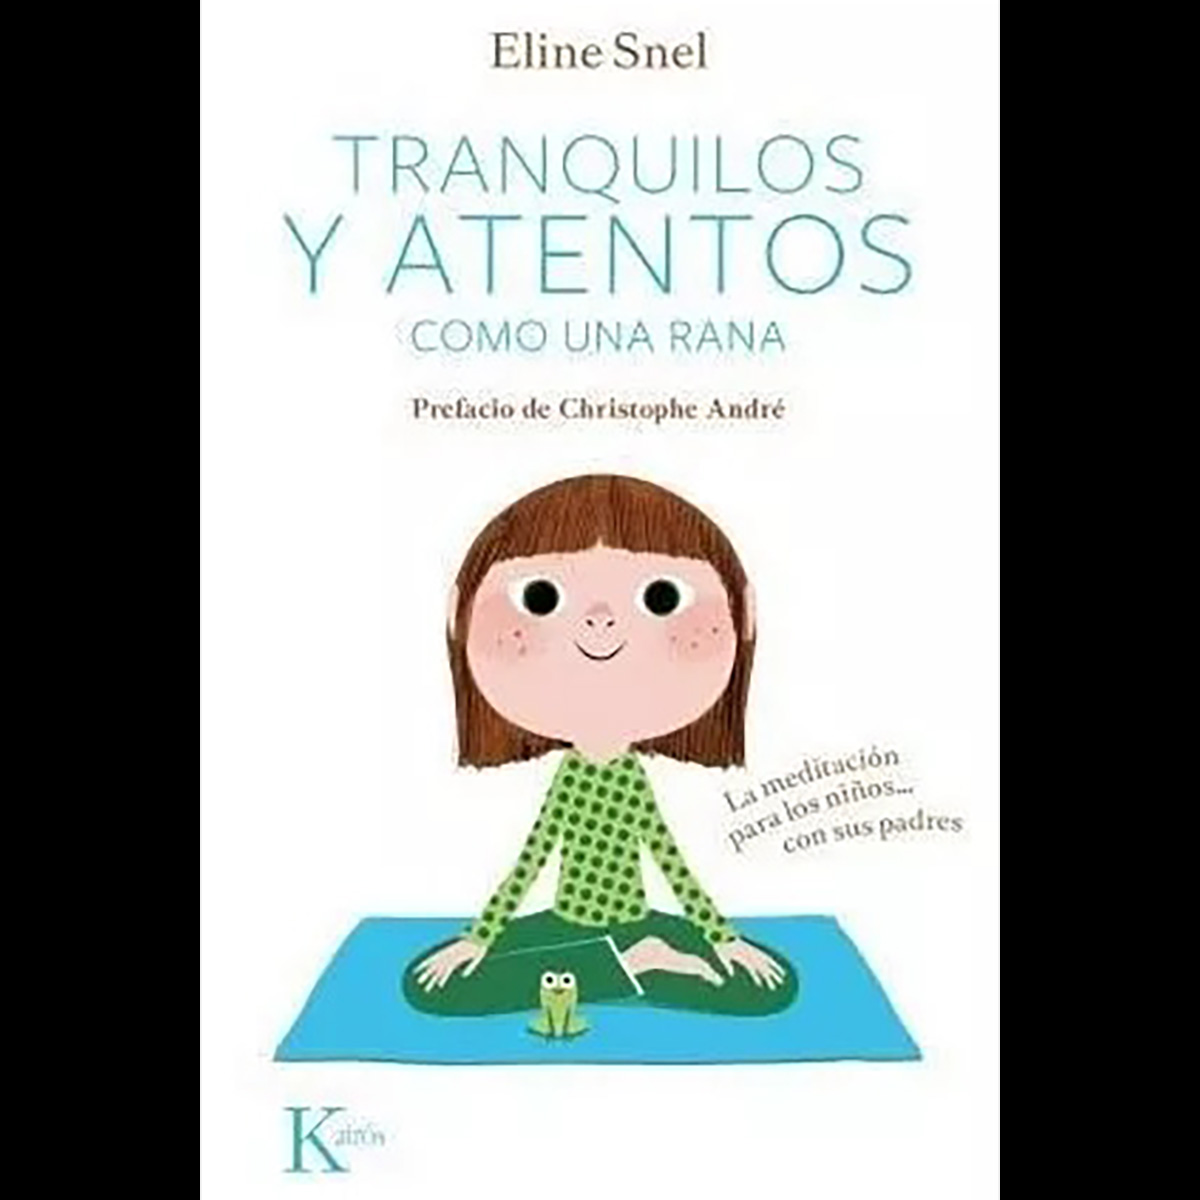 Eline Snel
TRANQUILOS
Y ATENTOS
COMO UNA RANA
Prefacio de Christophe André
La meditación
para los niños...
con sus padres
Kairós